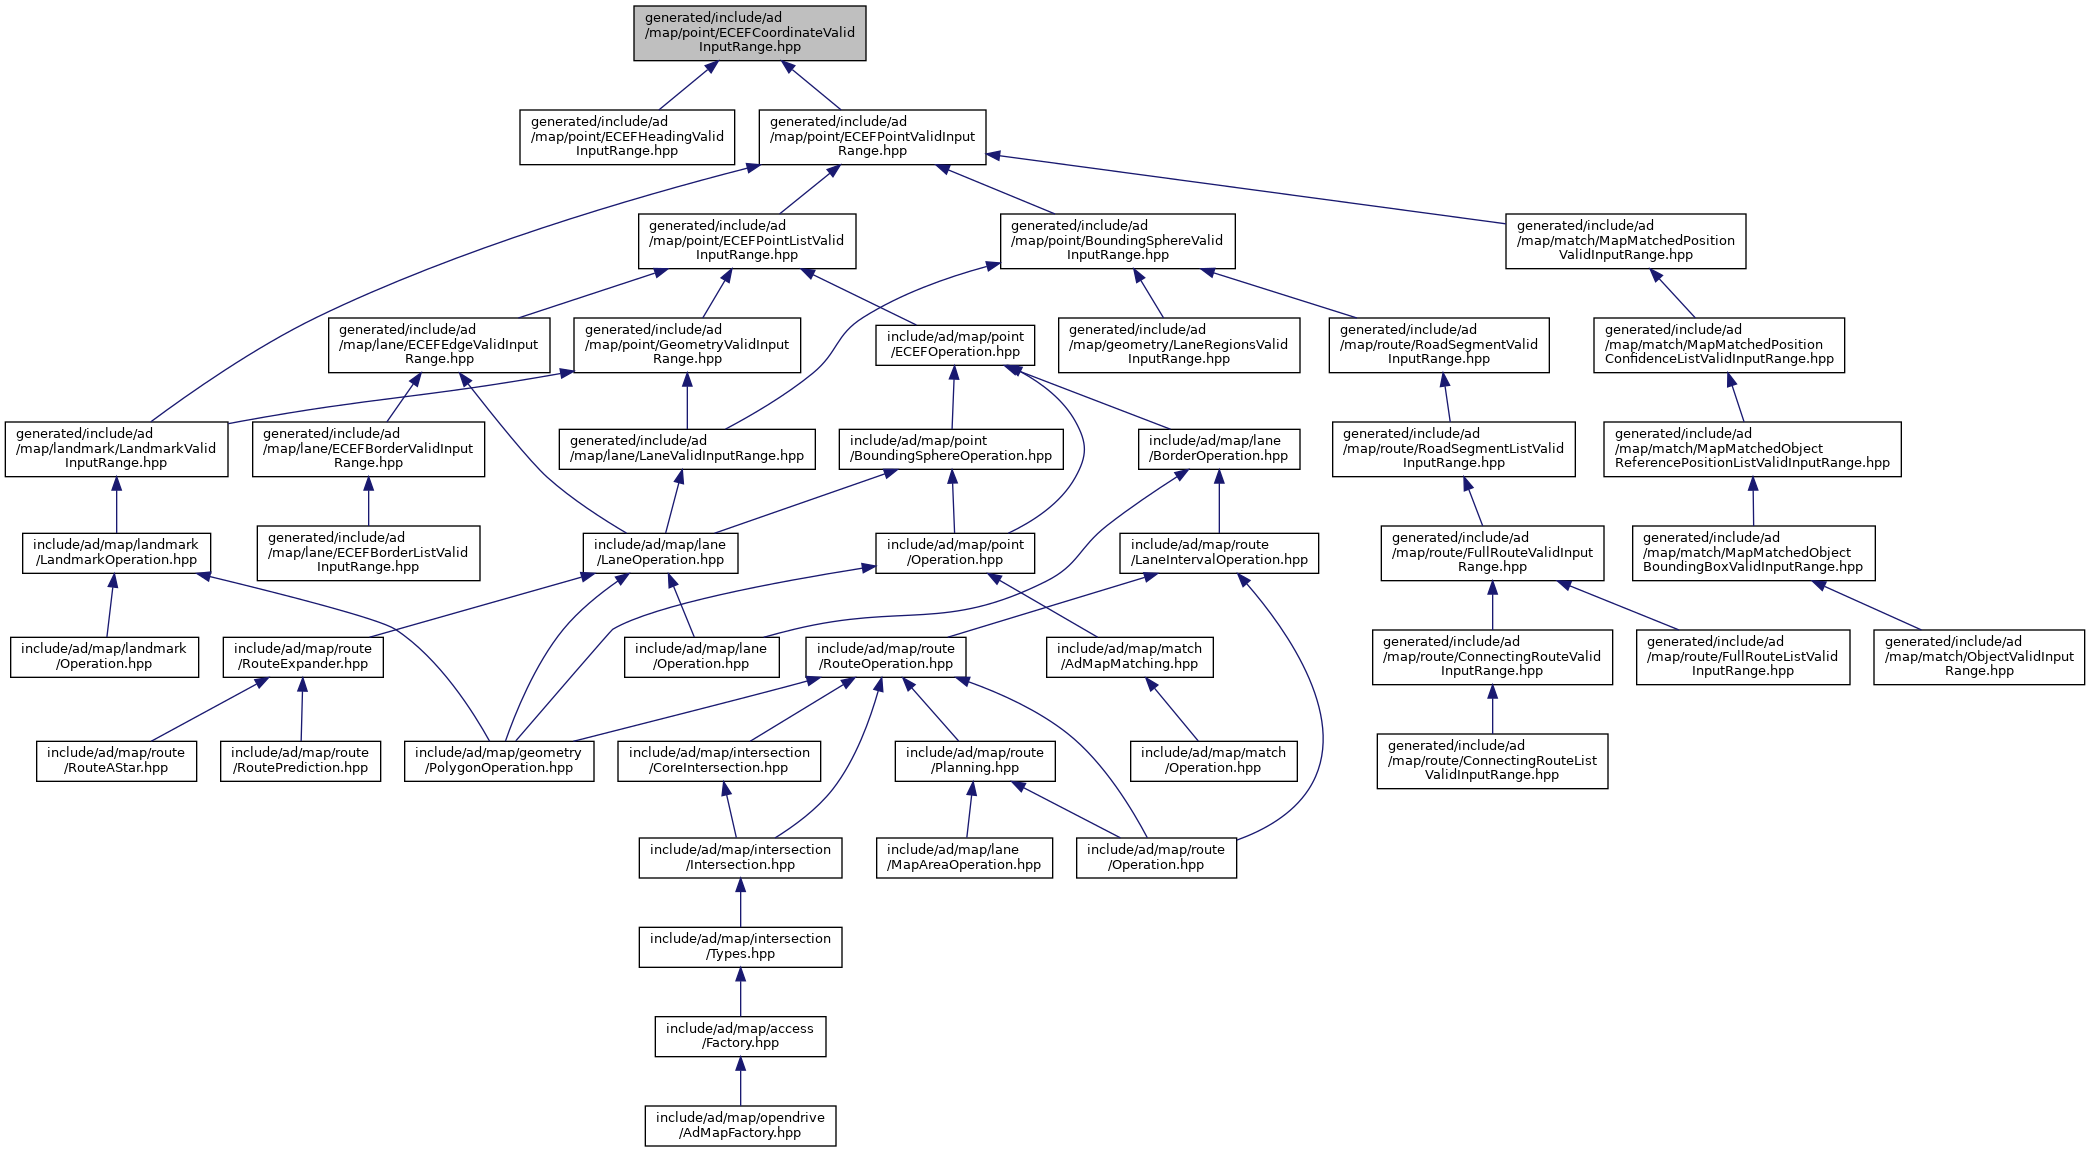 generated/include/ad
/map/point/ECEFCoordinateValid
InputRange.hpp
generated/include/ad
/map/point/ECEFHeadingValid
InputRange.hpp
generated/include/ad
/map/point/ECEFPointValidInput
Range.hpp
generated/include/ad
/map/point/ECEFPointListValid
InputRange.hpp
generated/include/ad
/map/point/BoundingSphereValid
InputRange.hpp
generated/include/ad
/map/match/MapMatchedPosition
ValidInputRange.hpp
generated/include/ad
/map/lane/ECEFEdgeValidInput
Range.hpp
generated/include/ad
/map/point/GeometryValidInput
Range.hpp
include/ad/map/point
/ECEFOperation.hpp
generated/include/ad
/map/geometry/LaneRegionsValid
InputRange.hpp
generated/include/ad
/map/route/RoadSegmentValid
InputRange.hpp
generated/include/ad
/map/match/MapMatchedPosition
ConfidenceListValidInputRange.hpp
generated/include/ad
/map/landmark/LandmarkValid
InputRange.hpp
generated/include/ad
/map/lane/ECEFBorderValidInput
Range.hpp
generated/include/ad
/map/lane/LaneValidInputRange.hpp
include/ad/map/point
/BoundingSphereOperation.hpp
include/ad/map/lane
/BorderOperation.hpp
generated/include/ad
/map/route/RoadSegmentListValid
InputRange.hpp
generated/include/ad
/map/match/MapMatchedObject
ReferencePositionListValidInputRange.hpp
include/ad/map/landmark
/LandmarkOperation.hpp
generated/include/ad
/map/lane/ECEFBorderListValid
InputRange.hpp
include/ad/map/lane
/LaneOperation.hpp
include/ad/map/point
/Operation.hpp
include/ad/map/route
/LaneIntervalOperation.hpp
generated/include/ad
/map/route/FullRouteValidInput
Range.hpp
generated/include/ad
/map/match/MapMatchedObject
BoundingBoxValidInputRange.hpp
include/ad/map/landmark
/Operation.hpp
include/ad/map/route
/RouteExpander.hpp
include/ad/map/lane
/Operation.hpp
include/ad/map/route
/RouteOperation.hpp
include/ad/map/match
/AdMapMatching.hpp
generated/include/ad
/map/route/ConnectingRouteValid
InputRange.hpp
generated/include/ad
/map/route/FullRouteListValid
InputRange.hpp
generated/include/ad
/map/match/ObjectValidInput
Range.hpp
include/ad/map/route
/RouteAStar.hpp
include/ad/map/route
/RoutePrediction.hpp
include/ad/map/geometry
/PolygonOperation.hpp
include/ad/map/intersection
/CoreIntersection.hpp
include/ad/map/route
/Planning.hpp
include/ad/map/match
/Operation.hpp
generated/include/ad
/map/route/ConnectingRouteList
ValidInputRange.hpp
include/ad/map/intersection
/Intersection.hpp
include/ad/map/lane
/MapAreaOperation.hpp
include/ad/map/route
/Operation.hpp
include/ad/map/intersection
/Types.hpp
include/ad/map/access
/Factory.hpp
include/ad/map/opendrive
/AdMapFactory.hpp